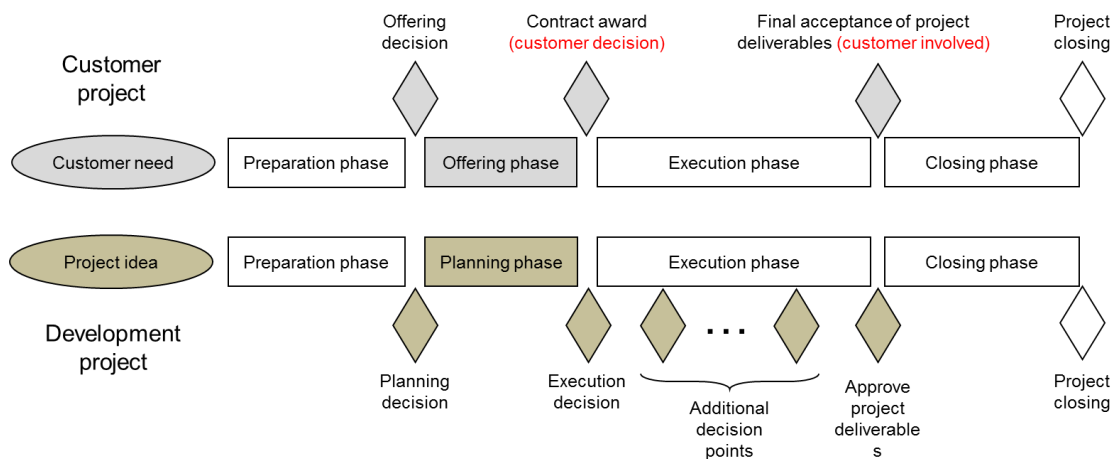 Offering
decision
Contract award
(customer decision)
Final acceptance of project
deliverables (customer involved)
Project
closing
Customer
project
Customer need
Preparation phase
Offering phase
Execution phase
Closing phase
Project idea
Preparation phase
Planning phase
Execution phase
Closing phase
Development
project
...
Planning
decision
Execution
decision
Additional
decision
points
Approve
project
deliverable
s
Project
closing